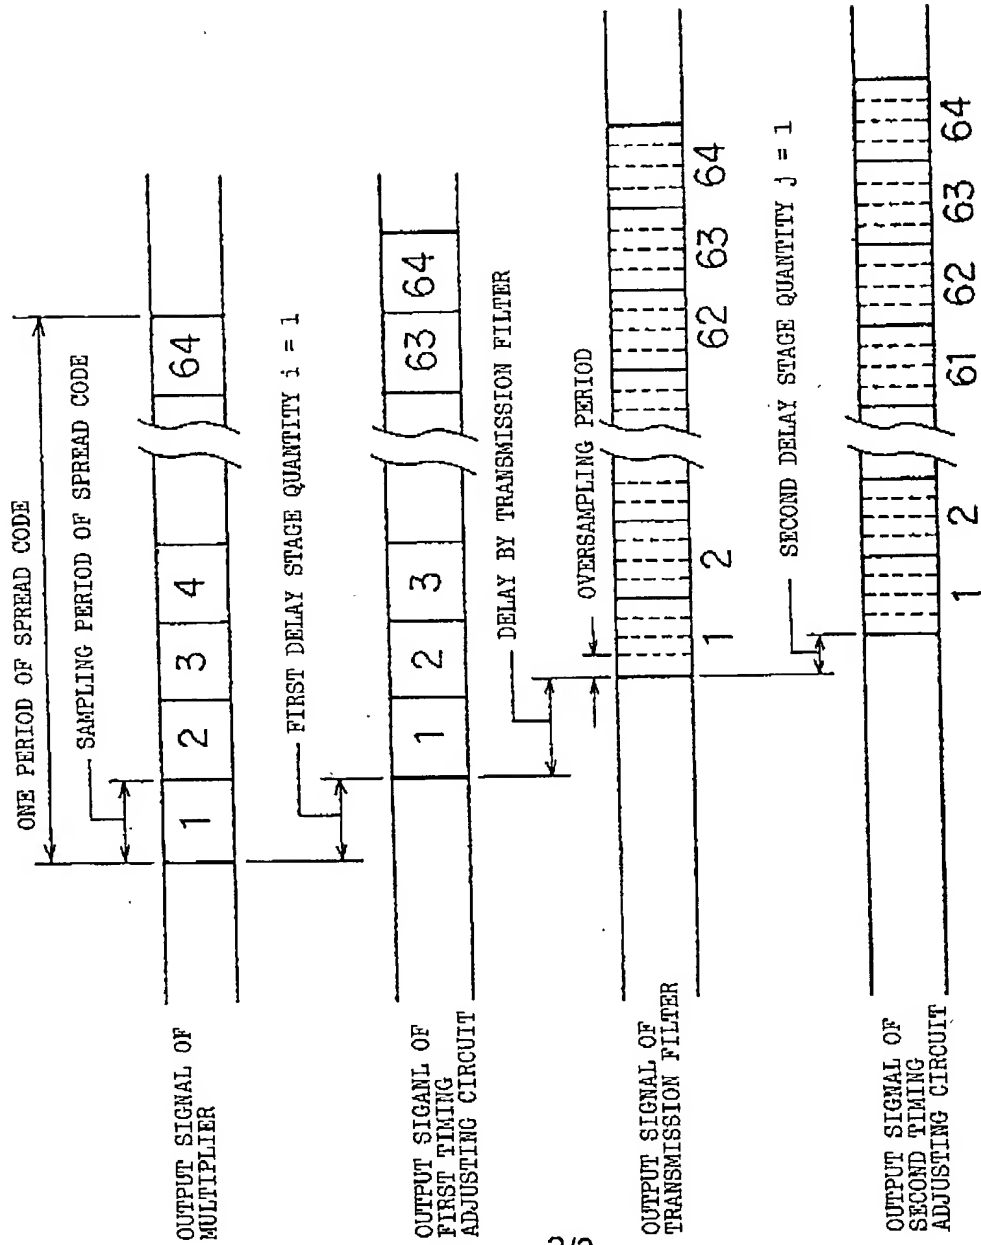 ONE PERIOD OF SPREAD CODE
SAMPLING PERIOD OF SPREAD CODE
OUTPUT SIGNAL OF
MULTIPLIER
1 2 3 4 64
FIRST DELAY STAGE QUANTITY i = 1
OUTPUT SIGANL OF
FIRST TIMING
ADJUSTING CIRCUIT
1 2 3 63 64
DELAY BY TRANSMISSION FILTER
OVERSAMPLING PERIOD
OUTPUT SIGNAL OF
TRANSMISSION FILTER
1 2 62 63 64
SECOND DELAY STAGE QUANTITY j = 1
OUTPUT SIGNAL OF
SECOND TIMING
ADJUSTING CIRCUIT
1 2 61 62 63 64